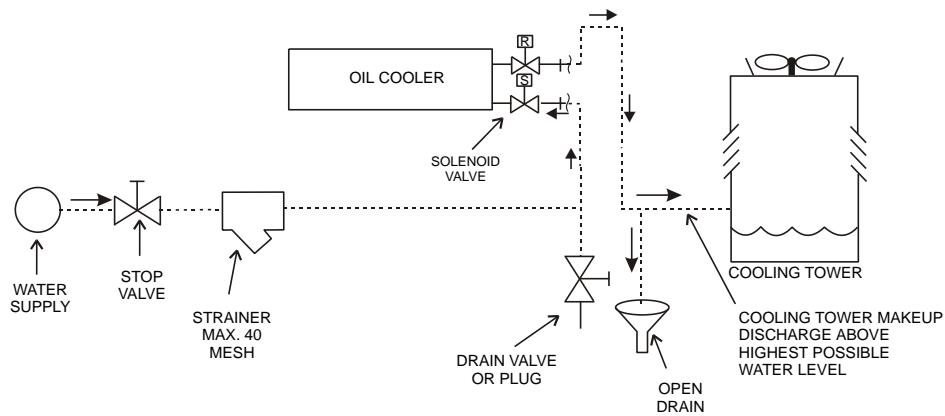 R
OIL COOLER
S
SOLENOID
VALVE
WATER
SUPPLY
STOP
VALVE
STRAINER
MAX. 40
MESH
DRAIN VALVE
OR PLUG
OPEN
DRAIN
COOLING TOWER
COOLING TOWER MAKEUP
DISCHARGE ABOVE
HIGHEST POSSIBLE
WATER LEVEL